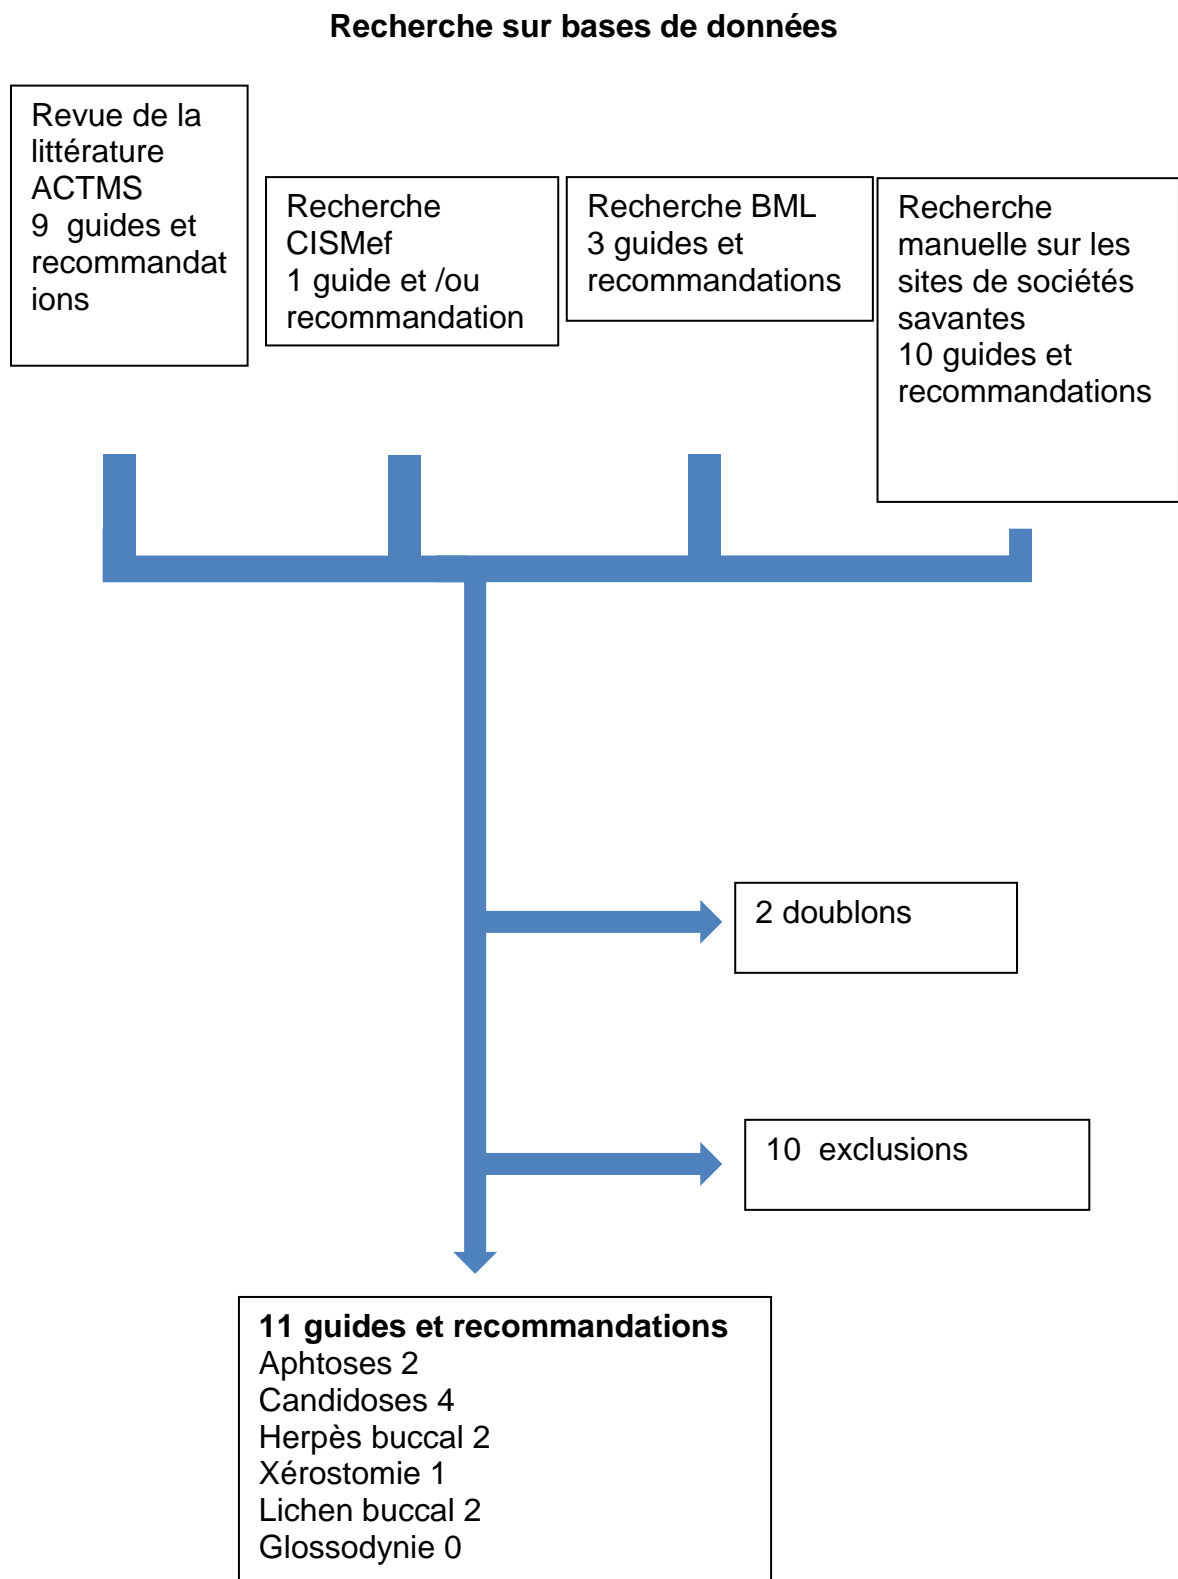 Recherche sur bases de données
Revue de la
littérature
ACTMS
9  guides et
recommandat
ions
Recherche
CISMef
1 guide et /ou
recommandation
Recherche BML
3 guides et
recommandations
Recherche
manuelle sur les
sites de sociétés
savantes
10 guides et
recommandations
2 doublons
10  exclusions
11 guides et recommandations
Aphtoses 2
Candidoses 4
Herpès buccal 2
Xérostomie 1
Lichen buccal 2
Glossodynie 0